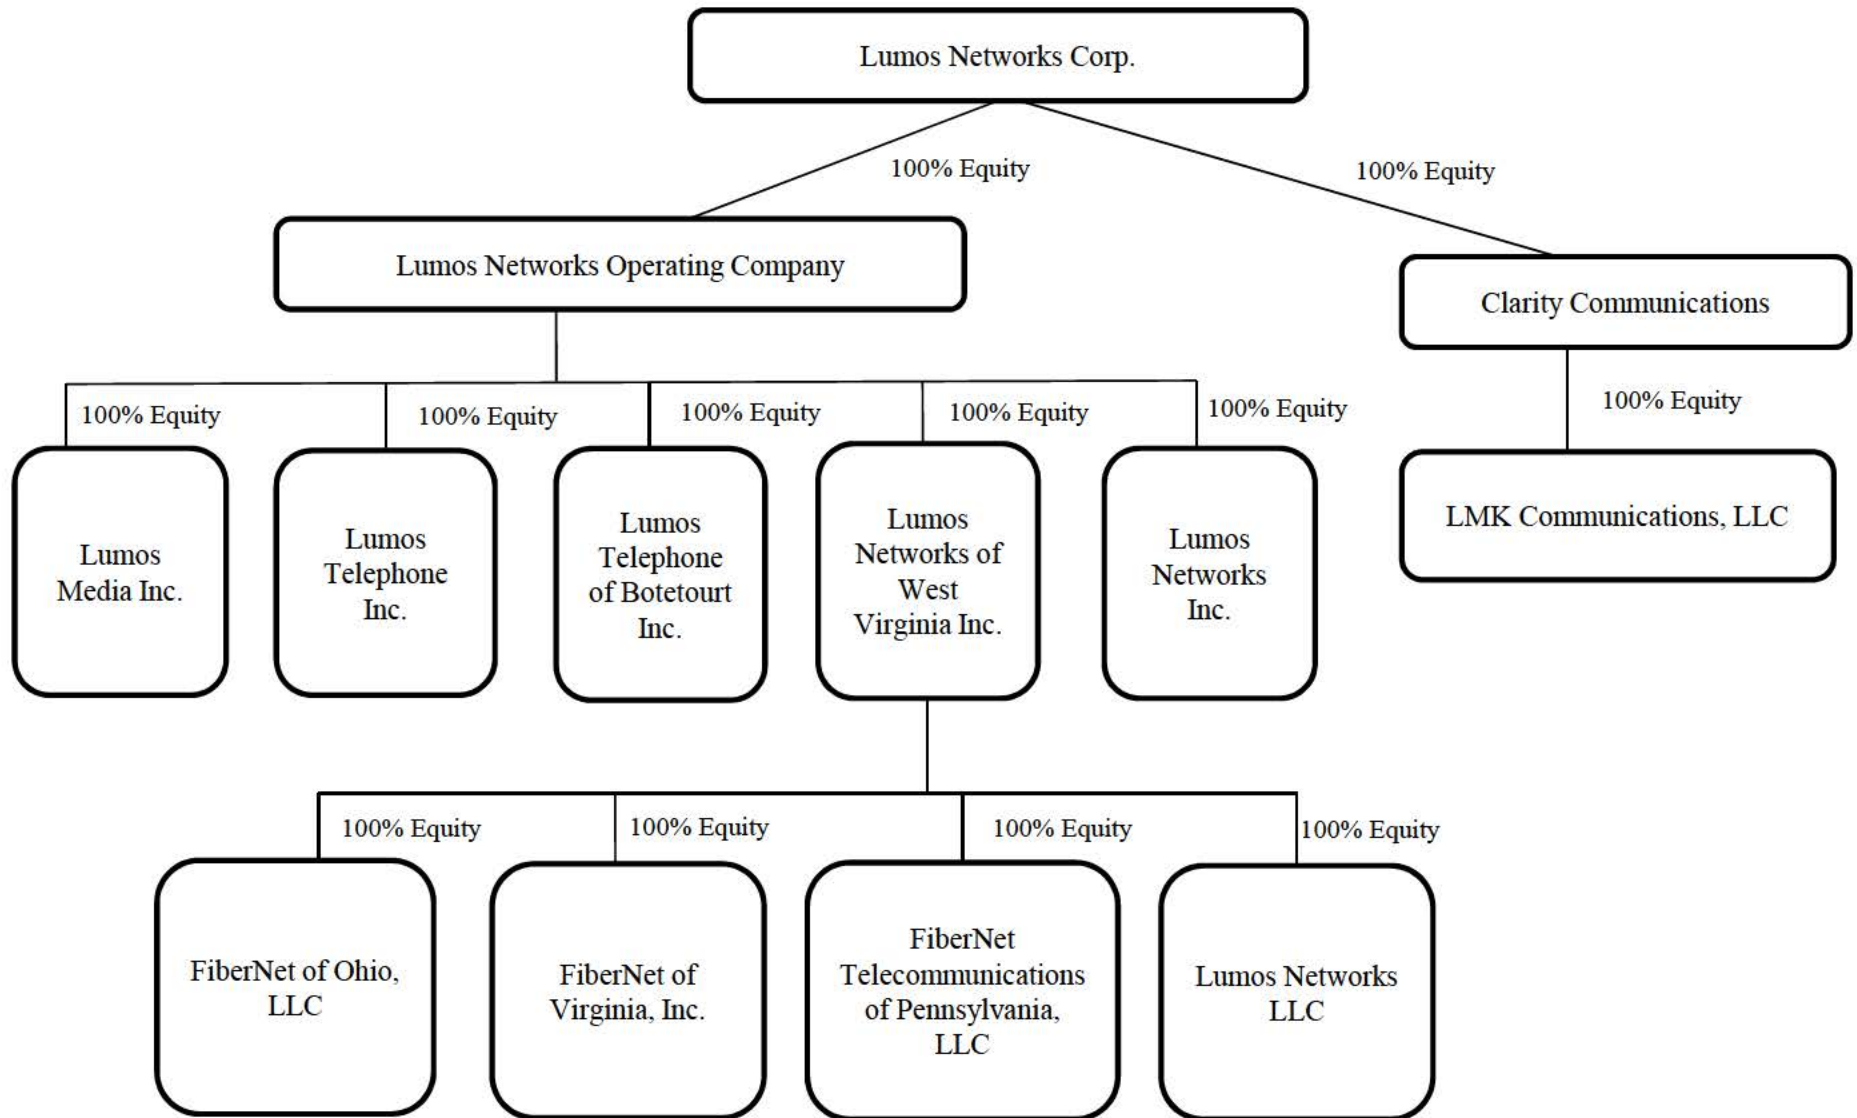 Lumos Networks Corp.
100% Equity
100% Equity
Lumos Networks Operating Company
Clarity Communications
100% Equity
100% Equity
100% Equity
100% Equity
100% Equity
100% Equity
Lumos
Media Inc.
Lumos
Telephone
Inc.
Lumos
Telephone
of Botetourt
Inc.
Lumos
Networks of
West
Virginia Inc.
Lumos
Networks
Inc.
LMK Communications, LLC
100% Equity
100% Equity
100% Equity
100% Equity
FiberNet of Ohio,
LLC
FiberNet of
Virginia, Inc.
FiberNet
Telecommunications
of Pennsylvania,
LLC
Lumos Networks
LLC